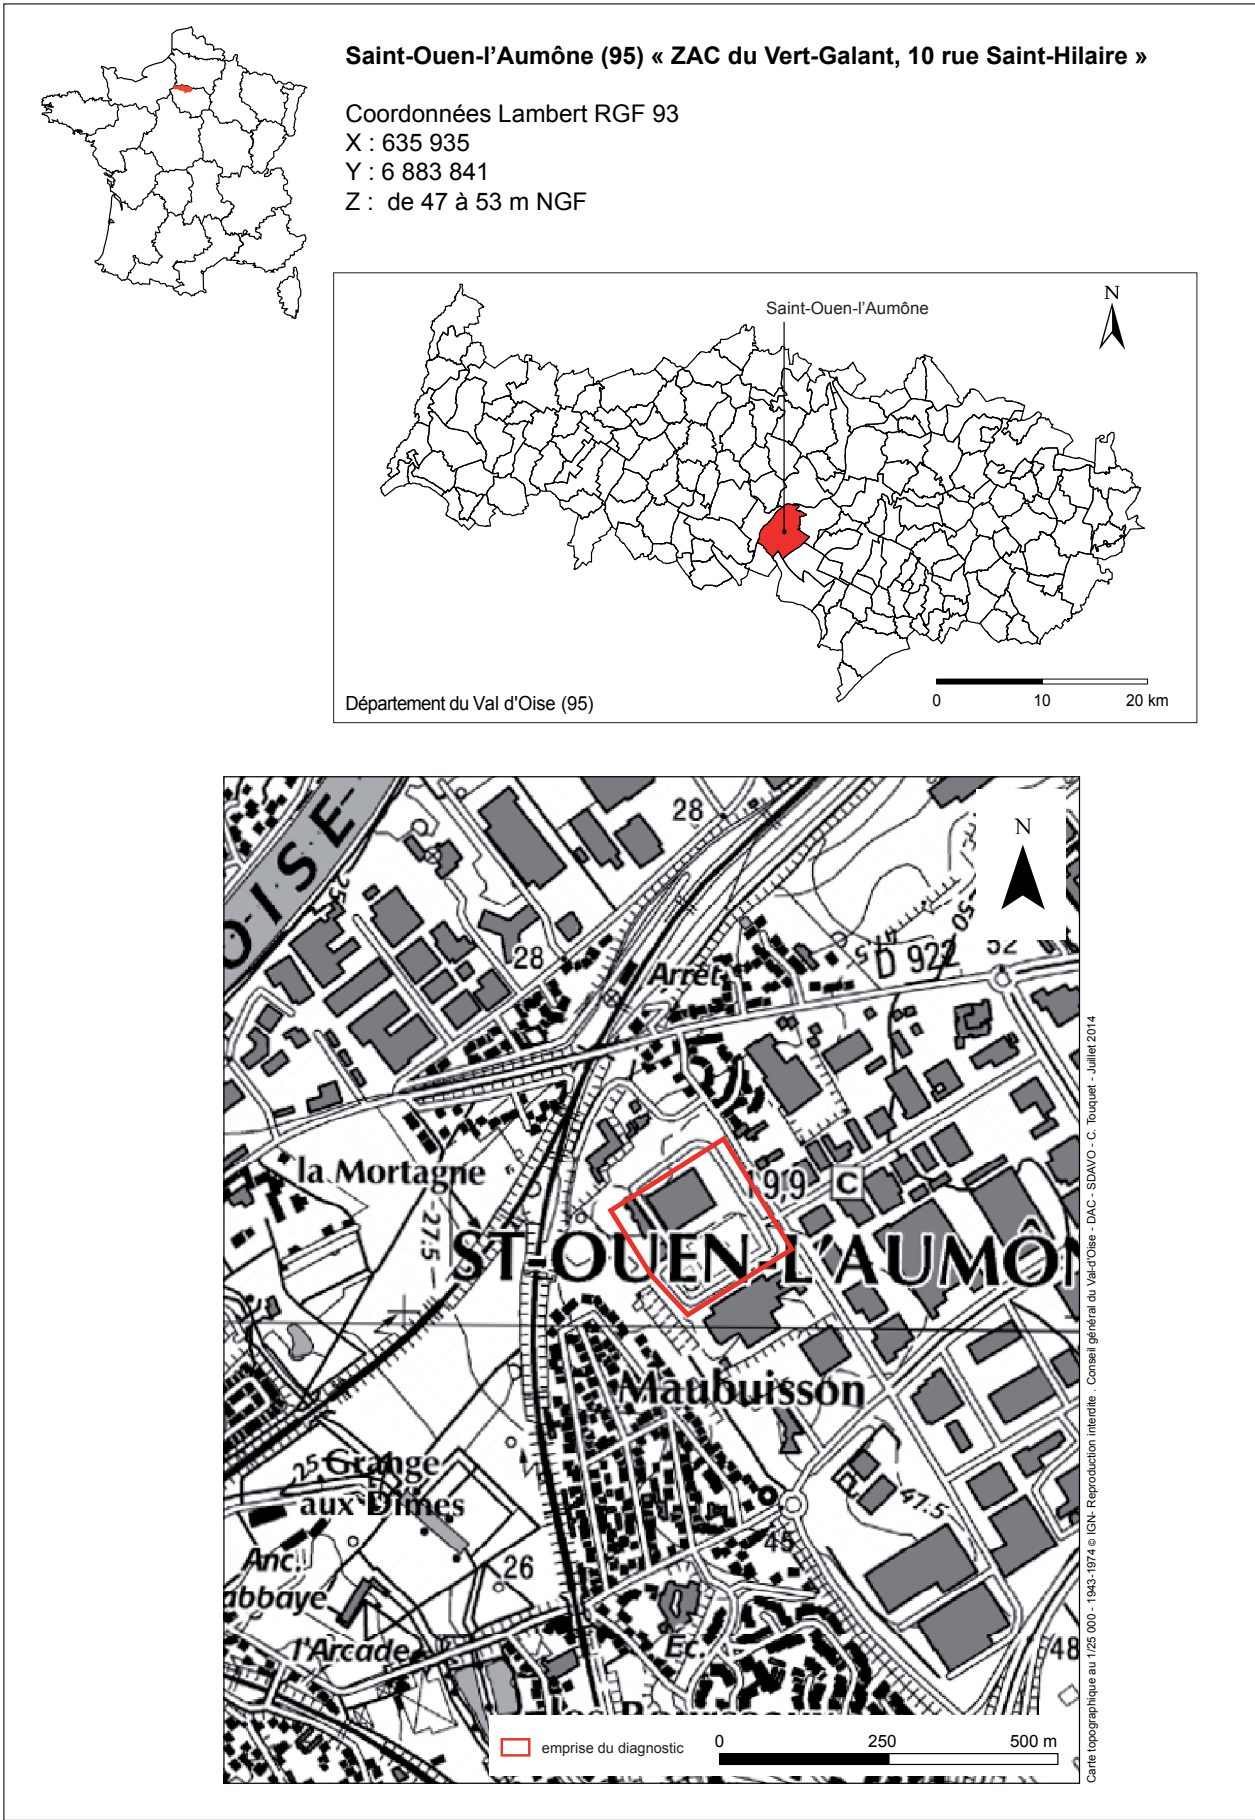 Saint-Ouen-l'Aumône (95) « ZAC du Vert-Galant, 10 rue Saint-Hilaire »
Coordonnées Lambert RGF 93
X : 635 935
Y : 6 883 841
Z : de 47 à 53 m NGF
Saint-Ouen-l'Aumône
N
Département du Val d'Oise (95)
0 10 20 km
N
OISE
25
28
28
Arrêt
D 922
52
50
47,5
la Mortagne
27.5
199
C
ST-OUEN-L'AUMÔN
Maubuisson
25
Grange
aux Dîmes
47.5
45
Anc.
abbaye
26
l'Arcade
Ec.
48
emprise du diagnostic
0 250 500 m
Carte topographique au 1/25 000 - 1943-1974 © IGN- Reproduction interdite . Conseil général du Val-d'Oise - DAC - SDAVO - C. Touquet - Juillet 2014